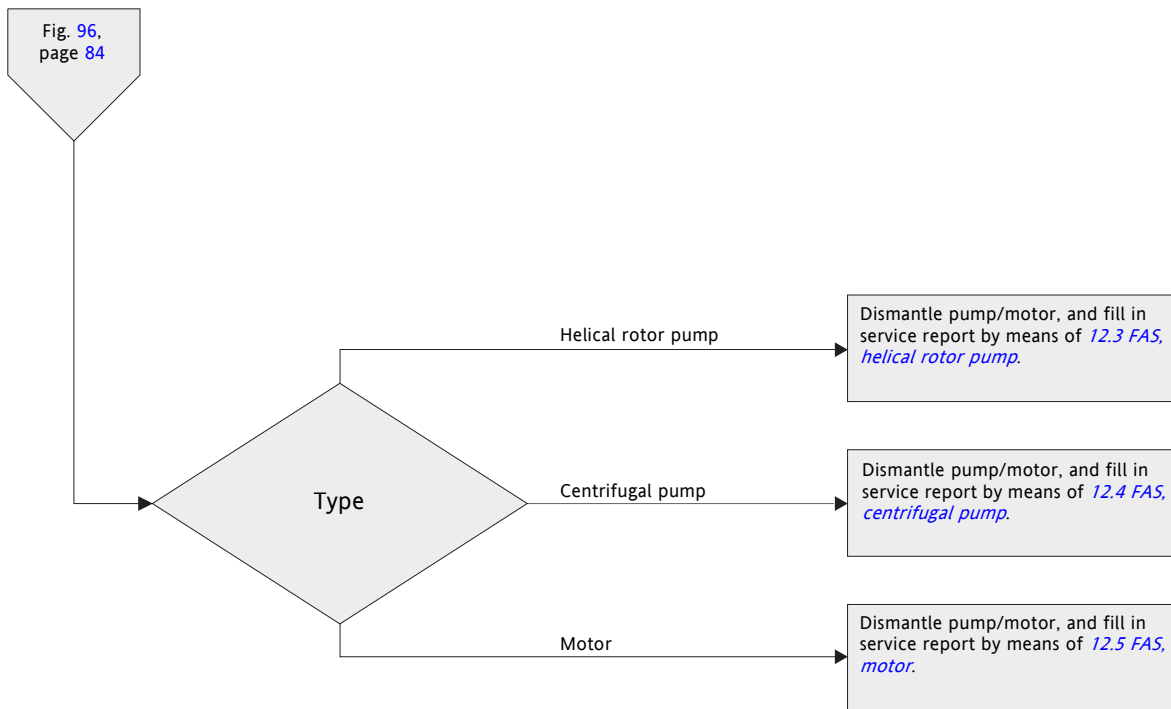 Fig. 96,
page 84
Helical rotor pump
Dismantle pump/motor, and fill in
service report by means of 12.3 FAS,
helical rotor pump.
Type
Centrifugal pump
Dismantle pump/motor, and fill in
service report by means of 12.4 FAS,
centrifugal pump.
Motor
Dismantle pump/motor, and fill in
service report by means of 12.5 FAS,
motor.